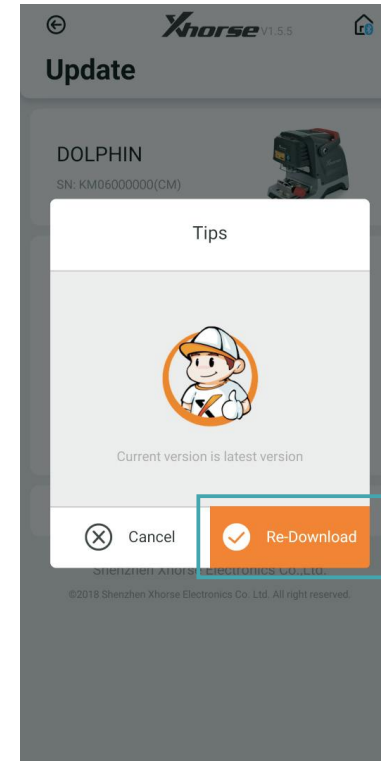 Xhorse V1.5.5
Update
DOLPHIN
SN: KM06000000(CM)
Tips
Current version is latest version
Cancel
Re-Download
Shenzhen Xhorse Electronics Co.,Ltd.
©2018 Shenzhen Xhorse Electronics Co. Ltd. All right reserved.